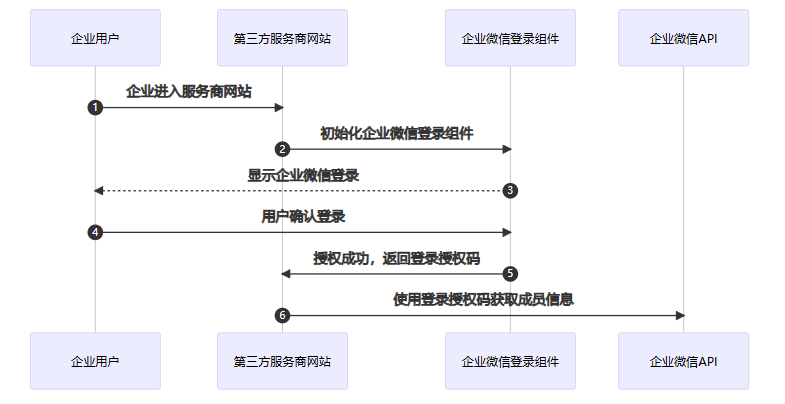 企业用户
第三方服务商网站
企业微信登录组件
企业微信API
企业进入服务商网站
1
初始化企业微信登录组件
2
显示企业微信登录
3
用户确认登录
4
授权成功，返回登录授权码
5
使用登录授权码获取成员信息
6
企业用户
第三方服务商网站
企业微信登录组件
企业微信API